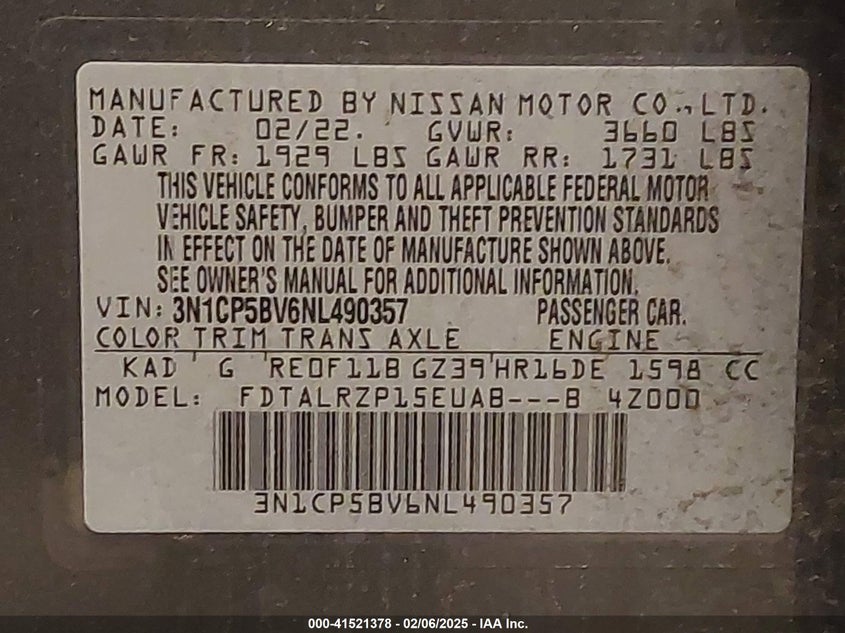 MANUFACTURED BY NISSAN MOTOR CO., LTD.
DATE: 02/22. GVWR: 3660 LBS
GAWR FR: 1929 LBS GAWR RR: 1731 LBS
THIS VEHICLE CONFORMS TO ALL APPLICABLE FEDERAL MOTOR
VEHICLE SAFETY, BUMPER AND THEFT PREVENTION STANDARDS
IN EFFECT ON THE DATE OF MANUFACTURE SHOWN ABOVE.
SEE OWNER'S MANUAL FOR ADDITIONAL INFORMATION.
VIN: 3N1CP5BV6NL490357 PASSENGER CAR.
COLOR TRIM TRANS AXLE ENGINE
KAD G RE0F11B GZ39 HR16DE 1598 CC
MODEL: FDTALRZP15EUAB---B 4Z000
3N1CP5BV6NL490357
000-41521378 - 02/06/2025 - IAA Inc.